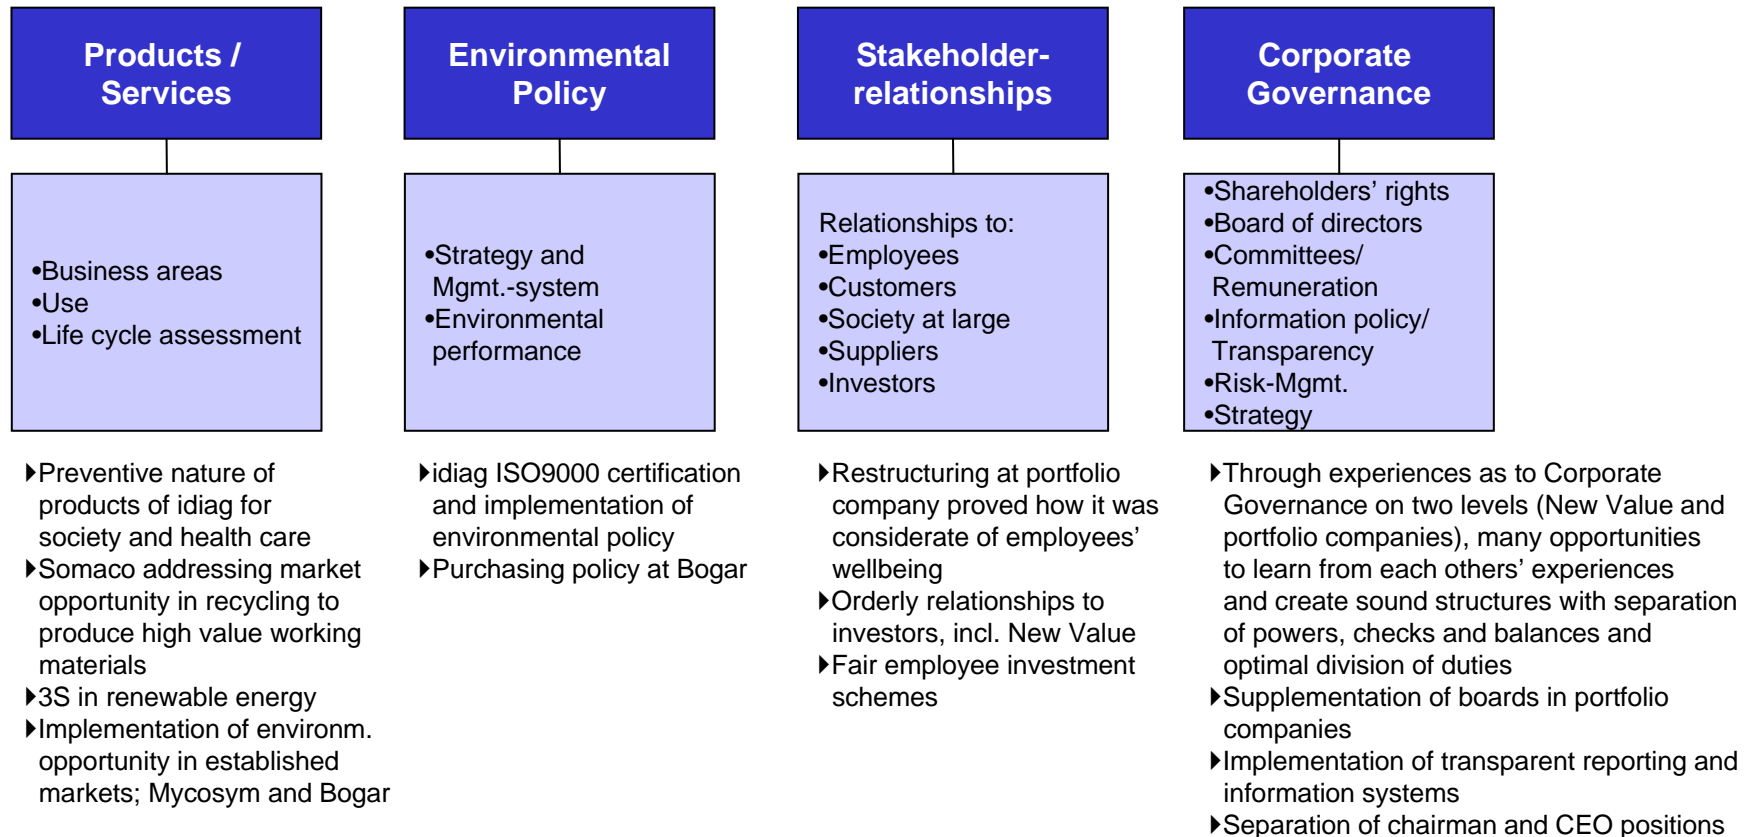 Products /
Services
•Business areas
•Use
•Life cycle assessment
Preventive nature of
products of idiag for
society and health care
Somaco addressing market
opportunity in recycling to
produce high value working
materials
3S in renewable energy
Implementation of environm.
opportunity in established
markets; Mycosym and Bogar
Environmental
Policy
•Strategy and
Mgmt.-system
•Environmental
performance
idiag ISO9000 certification
and implementation of
environmental policy
Purchasing policy at Bogar
Stakeholder-
relationships
Relationships to:
•Employees
•Customers
•Society at large
•Suppliers
•Investors
Restructuring at portfolio
company proved how it was
considerate of employees’
wellbeing
Orderly relationships to
investors, incl. New Value
Fair employee investment
schemes
Corporate
Governance
•Shareholders’ rights
•Board of directors
•Committees/
Remuneration
•Information policy/
Transparency
•Risk-Mgmt.
•Strategy
Through experiences as to Corporate
Governance on two levels (New Value and
portfolio companies), many opportunities
to learn from each others’ experiences
and create sound structures with separation
of powers, checks and balances and
optimal division of duties
Supplementation of boards in portfolio
companies
Implementation of transparent reporting and
information systems
Separation of chairman and CEO positions